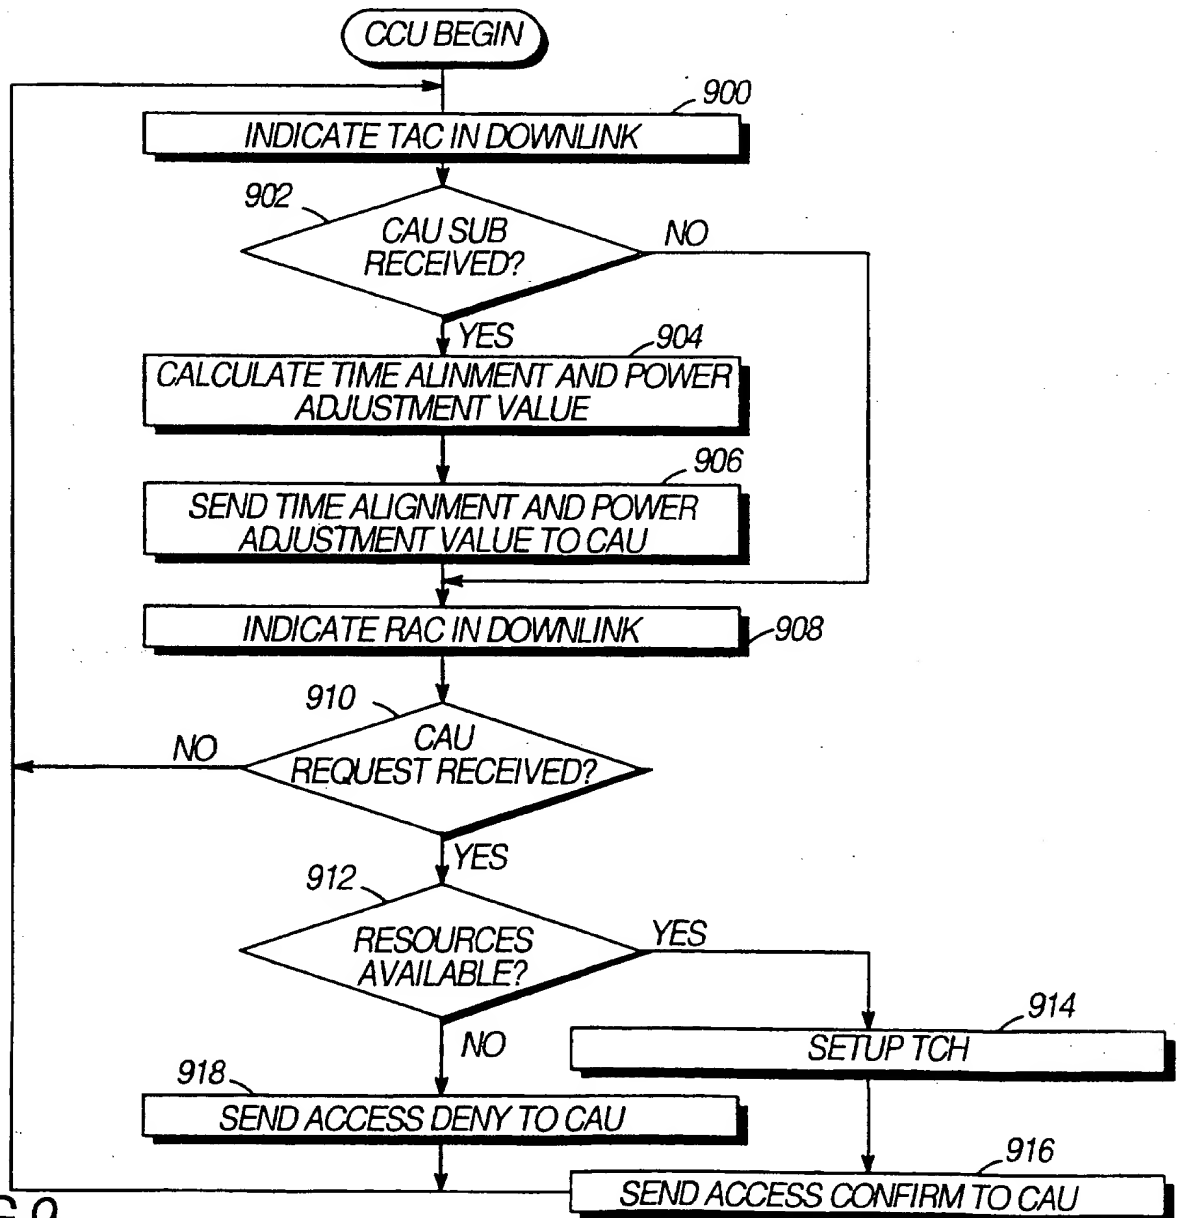 CCU BEGIN
900
INDICATE TAC IN DOWNLINK
902
CAU SUB
RECEIVED?
NO
YES
904
CALCULATE TIME ALINMENT AND POWER
ADJUSTMENT VALUE
906
SEND TIME ALIGNMENT AND POWER
ADJUSTMENT VALUE TO CAU
INDICATE RAC IN DOWNLINK
908
910
CAU
REQUEST RECEIVED?
NO
YES
912
RESOURCES
AVAILABLE?
YES
NO
914
SETUP TCH
918
SEND ACCESS DENY TO CAU
916
SEND ACCESS CONFIRM TO CAU